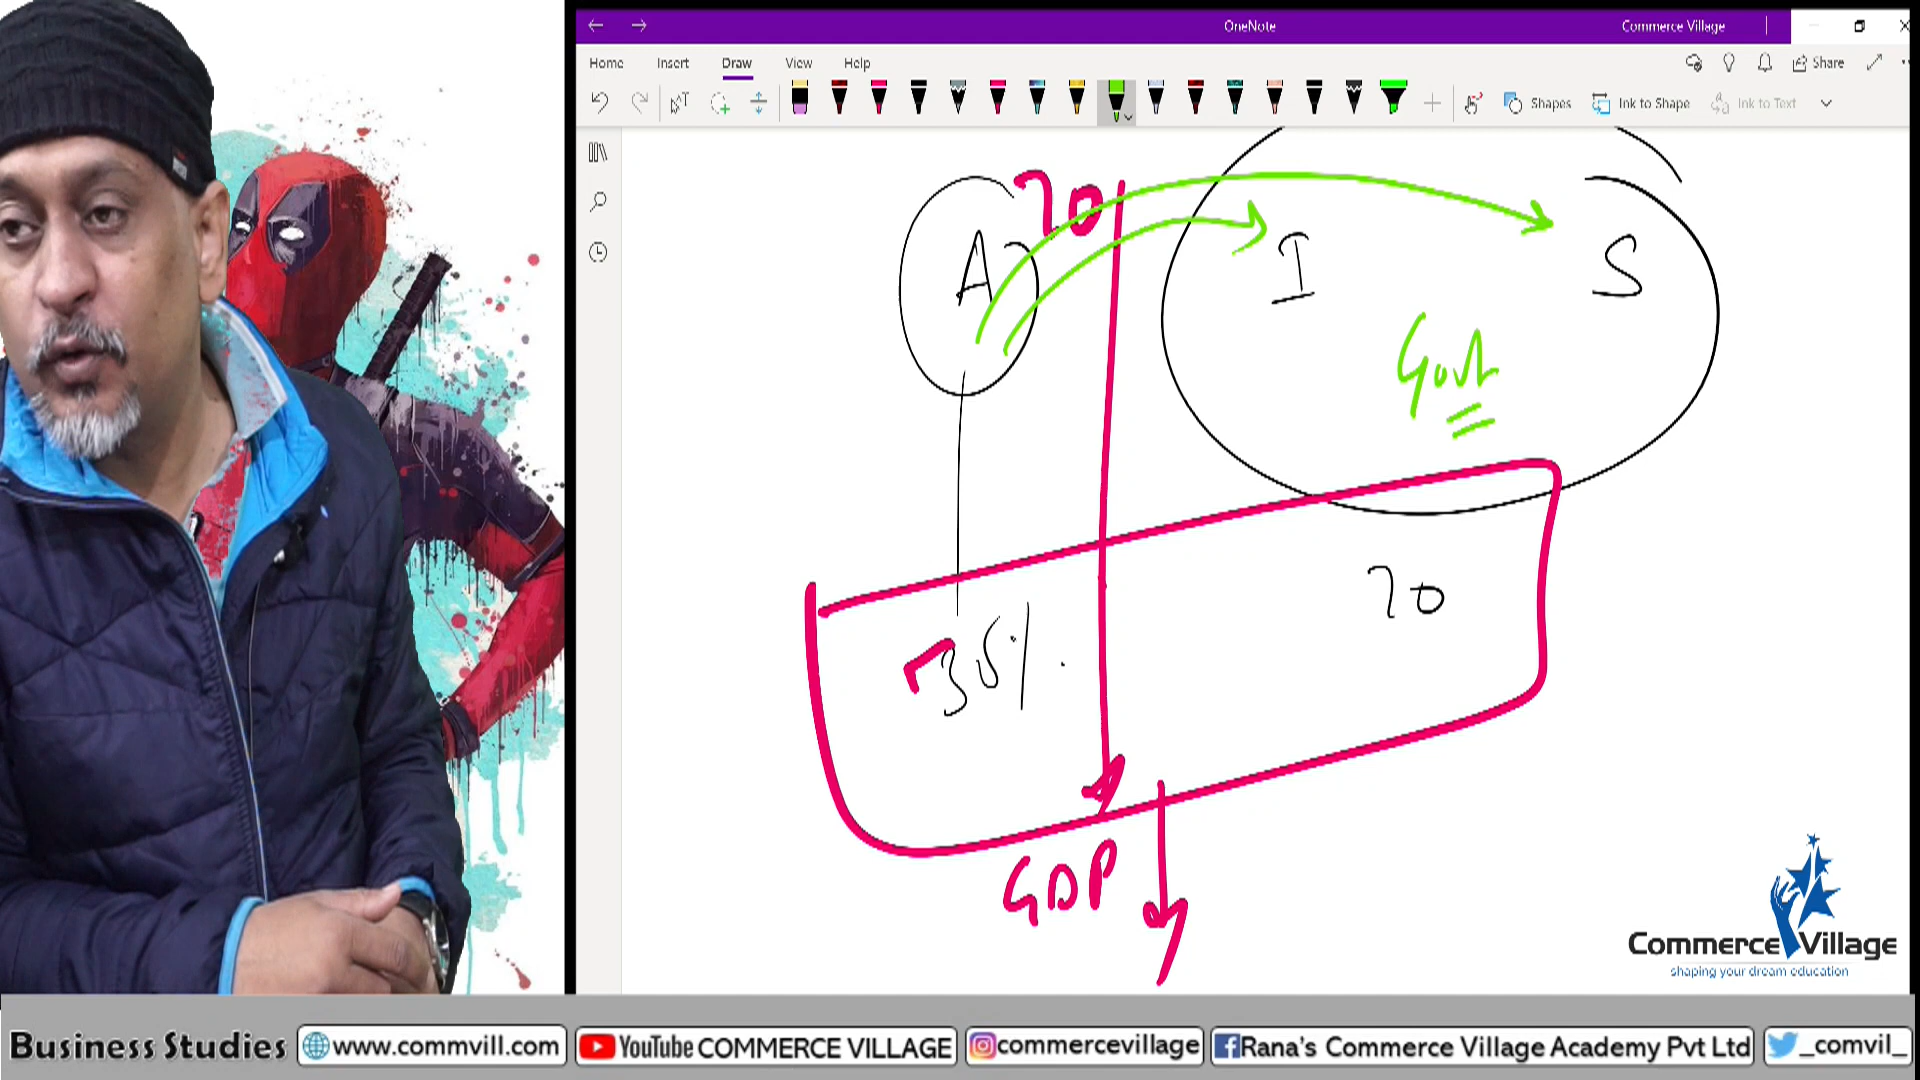 OneNote
Commerce Village
Home Insert Draw View Help
Share
Shapes
Ink to Shape
Ink to Text
70
A
I
S
Govt
70
GDP
Commerce Village
shaping your dream education
Business Studies
www.commvill.com
YouTube COMMERCE VILLAGE
commercevillage
Rana's Commerce Village Academy Pvt Ltd
_comvil_